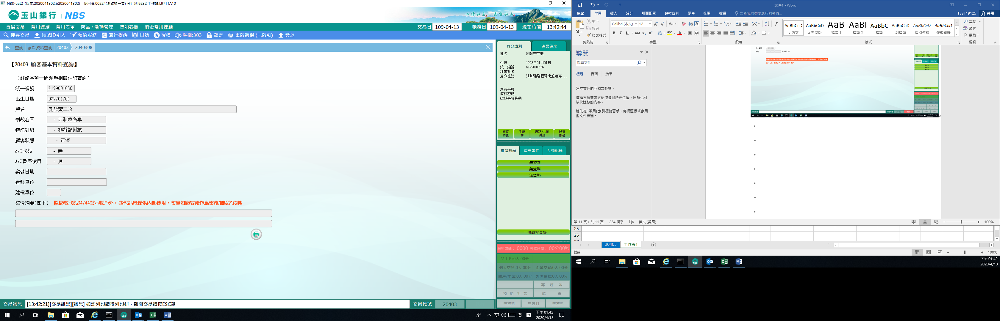 NBS-uat2 (版本:2020041302.b2020041302) 使用者:00224(測試櫃一寅) 分行別:9232 工作站:L9711A10
玉山銀行 | NBS
心清如玉。義重如山。
自選交易 常用連結 常用表單 商品 / 活動管理 智能客服 消金常用連結
交易日 109-04-13 帳務日 109-04-13 現在時間 13:42:44
搜尋交易 帳號ID引入 預約服務 蒞行提醒 日誌 授權 廣播:303 鎖定 重啟週邊 (已啟動) 簽退
查詢 存戶資料查詢 20403 2040308
【20403 顧客基本資料查詢】
【註記事項一問題戶相關註記查詢】
統一編號 A199001636
出生日期 087/01/01
戶名 測試黃二收
制裁名單 - 非制裁名單
特記對象 - 非特記對象
顧客狀態 - 正常
A/C狀態 - 無
A/C暫停使用 - 無
案發日期
通報單位
建檔單位
案情摘要(如下) 除顧客狀態34/44警示帳戶外，其他訊息僅供內部使用，勿告知顧客或作為業務准駁之依據
交易訊息 [13:42:21][交易訊息][訊息] 如需列印請按列印鈕，離開交易請按ESC鍵
交易代號 20403
身分識別 產品往來
姓名 測試黃二收
生日 1998年01月01日
統一編號 A199001636
理專姓名
身分註記 請加強臨櫃關懷並填寫...
注意事項
簡訊密碼
近期事故異動
顧客資訊 手續費 通路/共同行銷 顧客影像
推薦商品 重要事件 互動記錄
無資料
無資料
無資料
一般轉介登錄
服務號碼： 0000 等候時間： 00分00秒
V I P:0人 00分
個人交易:0人 00分 企業交易:0人 00分
開戶/申請:0人 00分 外匯業務:0人 00分
再 呼 叫
預 約 叫 號 結 束
無資料 無資料 無資料
英
下午 01:42
2020/4/13
文件1 - Word
檔案 常用 插入 設計 版面配置 參考資料 郵件 校閱 檢視 告訴我您想要執行的動作... TEST19125 共用
貼上 剪下 複製 複製格式
Calibri (本文) 12
剪貼簿 字型 段落 樣式 編輯
AaBbCcD 內文
AaBbCcD 無間距
AaB 標題 1
AaBl 標題 2
AaBbC 標題
AaBbCcD 副標題
AaBbCcD 區別強調
AaBbCcD 強調斜體
尋找 取代 選取
導覽
搜尋文件
標題 頁面 結果
建立文件的互動式外框。
這種方法非常方便您追蹤所在位置，同時也可以快速移動內容。
請先從 [常用] 索引標籤著手，將標題樣式套用至文件標題。
第 11 頁，共 11 頁 234 個字 英文 (美國) 100%
25
26
20403 工作表1
就緒 100%
下午 01:42
2020/4/13